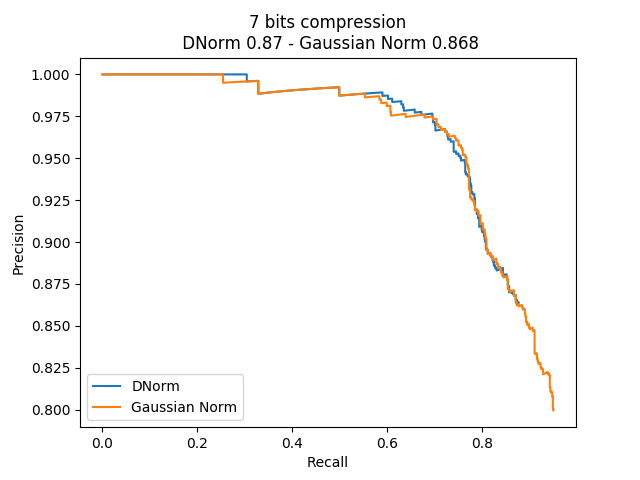 7 bits compression
DNorm 0.87 - Gaussian Norm 0.868
1.000
0.975
0.950
0.925
0.900
0.875
0.850
0.825
0.800
Precision
DNorm
Gaussian Norm
0.0 0.2 0.4 0.6 0.8
Recall